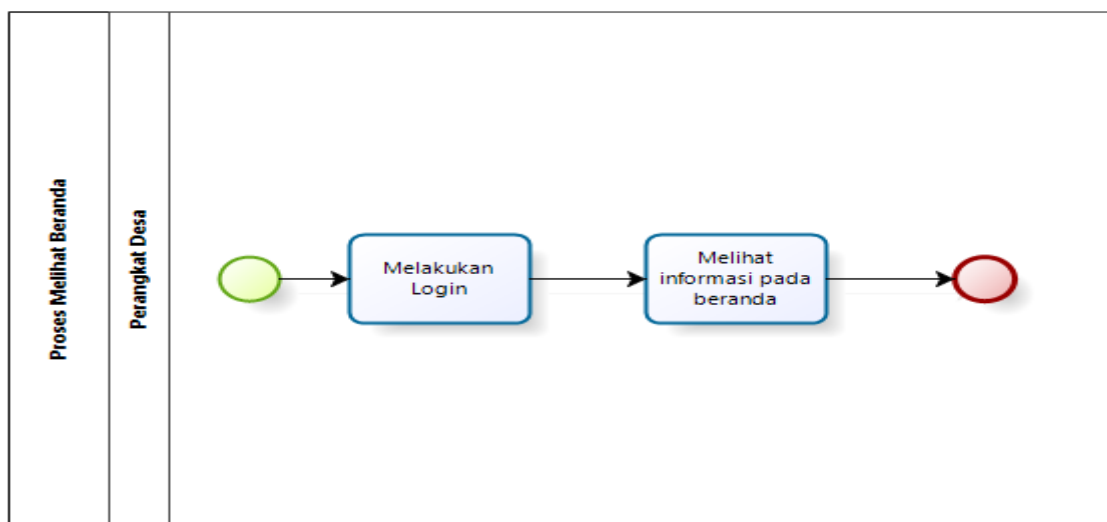 Proses Melihat Beranda
Perangkat Desa
Melakukan
Login
Melihat
informasi pada
beranda